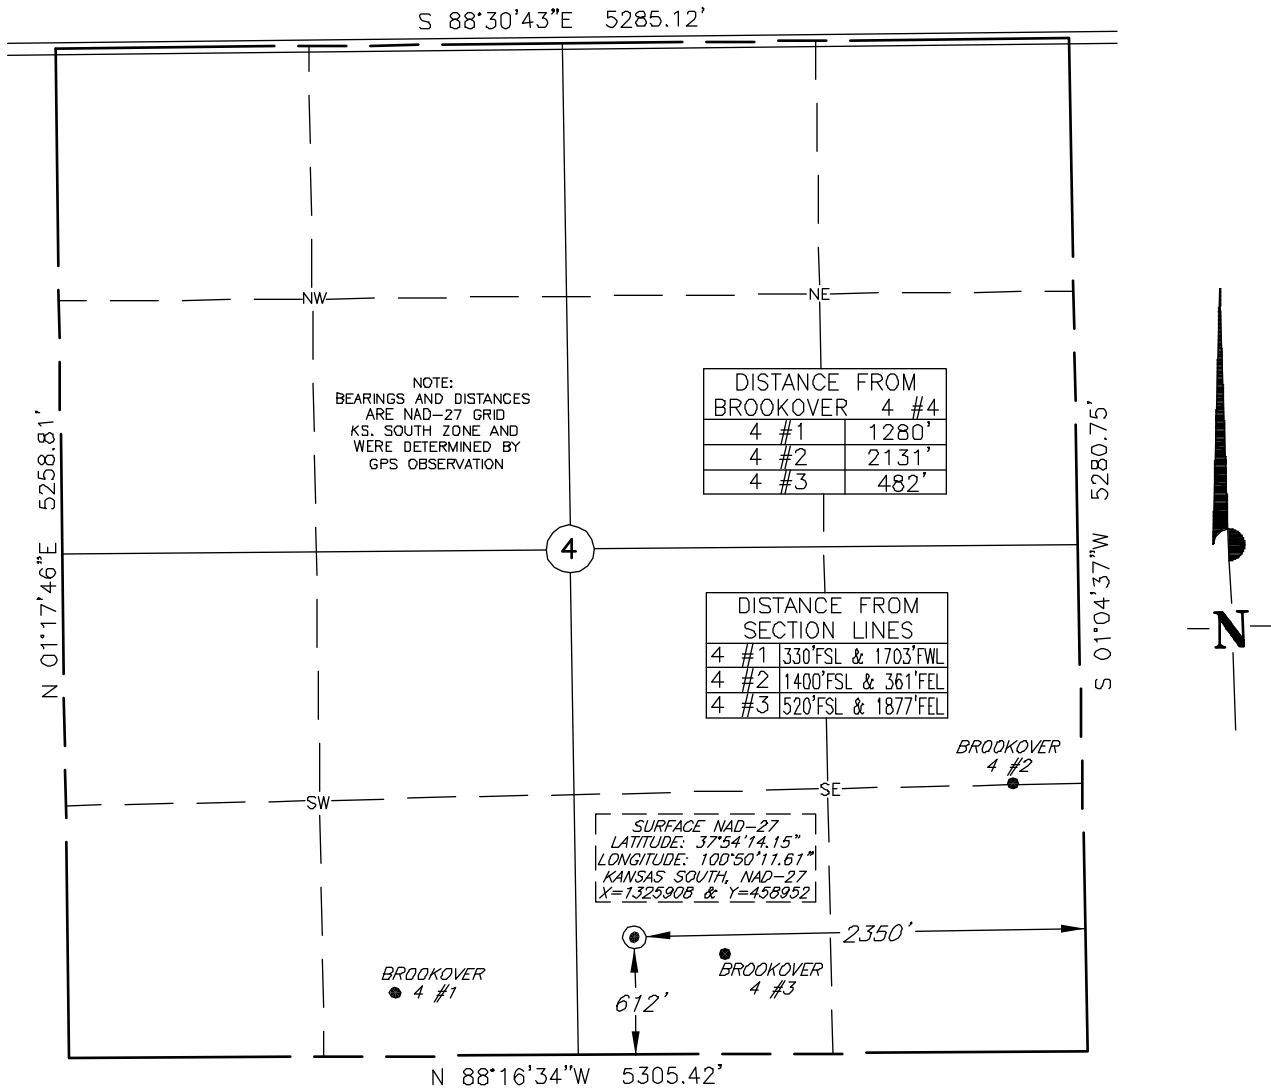 S 88°30'43"E 5285.12'
NW
NE
NOTE:
BEARINGS AND DISTANCES
ARE NAD-27 GRID
KS. SOUTH ZONE AND
WERE DETERMINED BY
GPS OBSERVATION
DISTANCE FROM
BROOKOVER 4 #4
4 #1 1280'
4 #2 2131'
4 #3 482'
N 01°17'46"E 5258.81'
S 01°04'37"W 5280.75'
4
N
DISTANCE FROM
SECTION LINES
4 #1 330'FSL & 1703'FWL
4 #2 1400'FSL & 361'FEL
4 #3 520'FSL & 1877'FEL
BROOKOVER
4 #2
SW
SE
SURFACE NAD-27
LATITUDE: 37°54'14.15"
LONGITUDE: 100°50'11.61"
KANSAS SOUTH, NAD-27
X=1325908 & Y=458952
2350'
BROOKOVER
4 #1
BROOKOVER
4 #3
612'
N 88°16'34"W 5305.42'